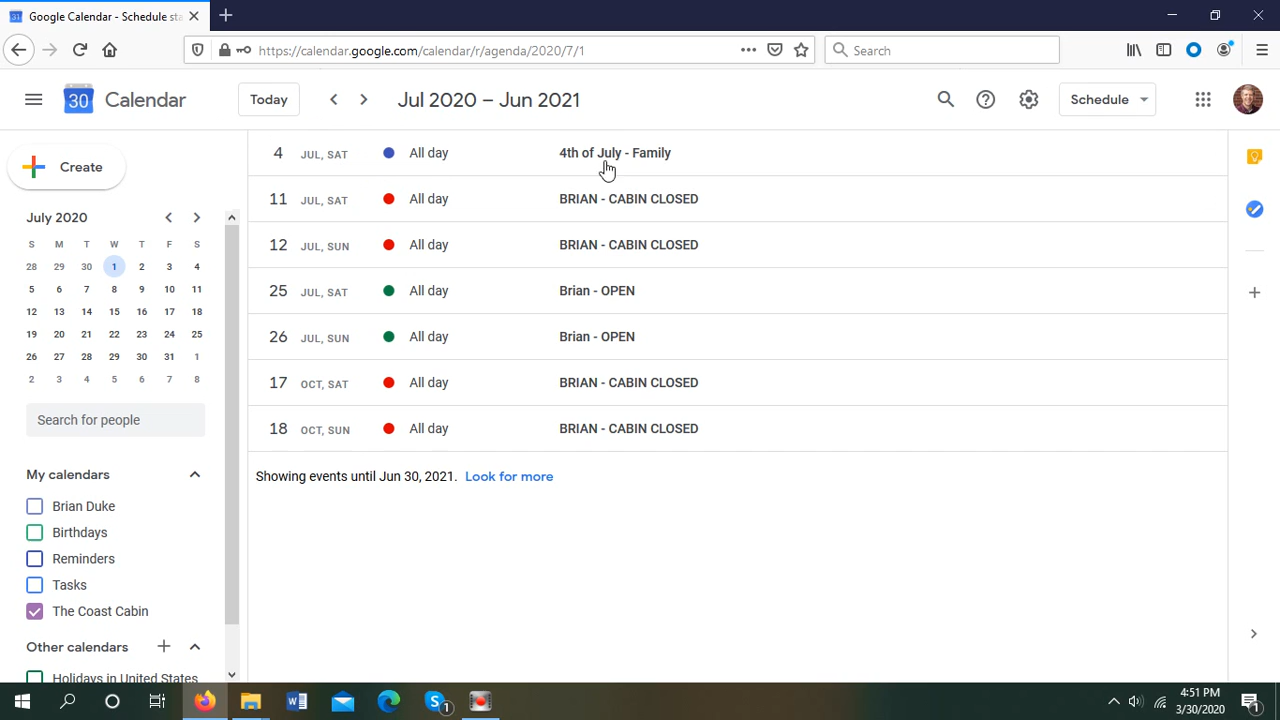 Google Calendar - Schedule sta
https://calendar.google.com/calendar/r/agenda/2020/7/1
Search
30 Calendar
Today
Jul 2020 – Jun 2021
Schedule
Create
July 2020
S M T W T F S
28 29 30 1 2 3 4
5 6 7 8 9 10 11
12 13 14 15 16 17 18
19 20 21 22 23 24 25
26 27 28 29 30 31 1
2 3 4 5 6 7 8
Search for people
My calendars
Brian Duke
Birthdays
Reminders
Tasks
The Coast Cabin
Other calendars
Holidays in United States
4 JUL, SAT All day 4th of July - Family
11 JUL, SAT All day BRIAN - CABIN CLOSED
12 JUL, SUN All day BRIAN - CABIN CLOSED
25 JUL, SAT All day Brian - OPEN
26 JUL, SUN All day Brian - OPEN
17 OCT, SAT All day BRIAN - CABIN CLOSED
18 OCT, SUN All day BRIAN - CABIN CLOSED
Showing events until Jun 30, 2021. Look for more
4:51 PM
3/30/2020